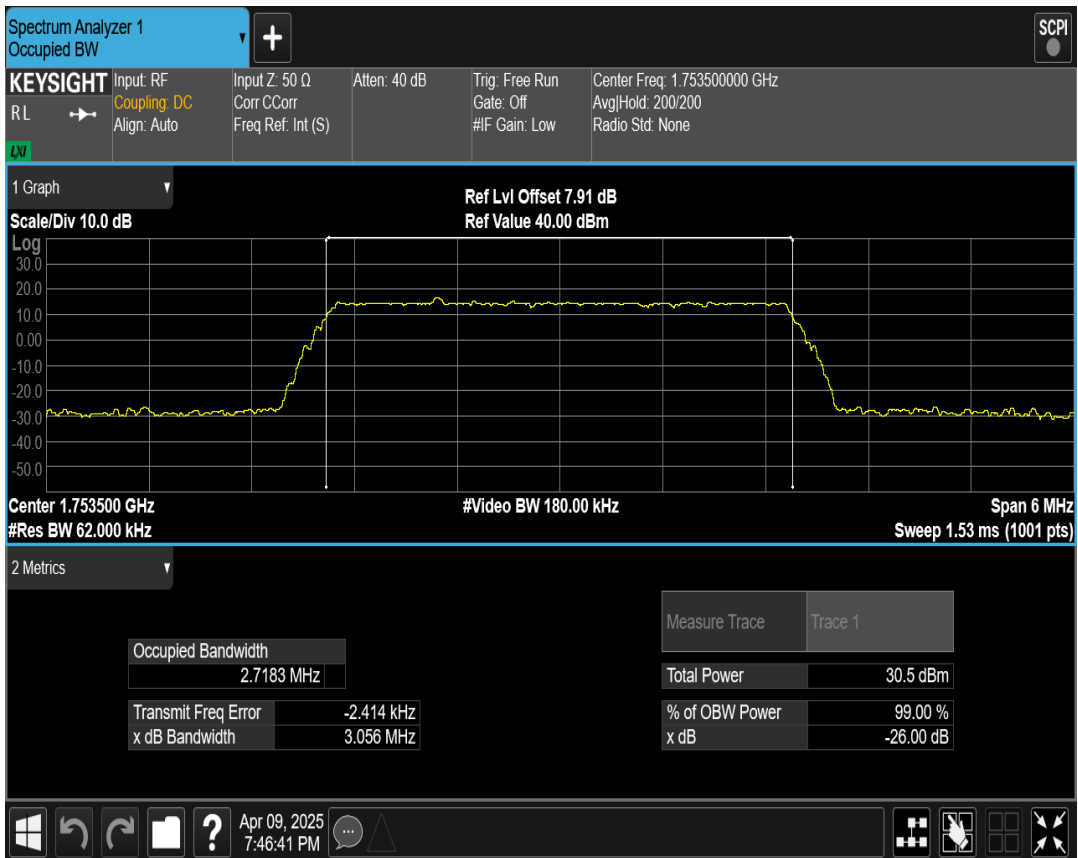 Spectrum Analyzer 1
Occupied BW
+
SCPI
KEYSIGHT
R L
LXI
Input: RF
Coupling: DC
Align: Auto
Input Z: 50 Ω
Corr CCorr
Freq Ref: Int (S)
Atten: 40 dB
Trig: Free Run
Gate: Off
#IF Gain: Low
Center Freq: 1.753500000 GHz
Avg|Hold: 200/200
Radio Std: None
1 Graph
Ref Lvl Offset 7.91 dB
Scale/Div 10.0 dB
Ref Value 40.00 dBm
Log
30.0
20.0
10.0
0.00
-10.0
-20.0
-30.0
-40.0
-50.0
Center 1.753500 GHz
#Video BW 180.00 kHz
Span 6 MHz
#Res BW 62.000 kHz
Sweep 1.53 ms (1001 pts)
2 Metrics
Measure Trace Trace 1
Occupied Bandwidth
2.7183 MHz
Total Power 30.5 dBm
Transmit Freq Error -2.414 kHz
% of OBW Power 99.00 %
x dB Bandwidth 3.056 MHz
x dB -26.00 dB
?
Apr 09, 2025
7:46:41 PM